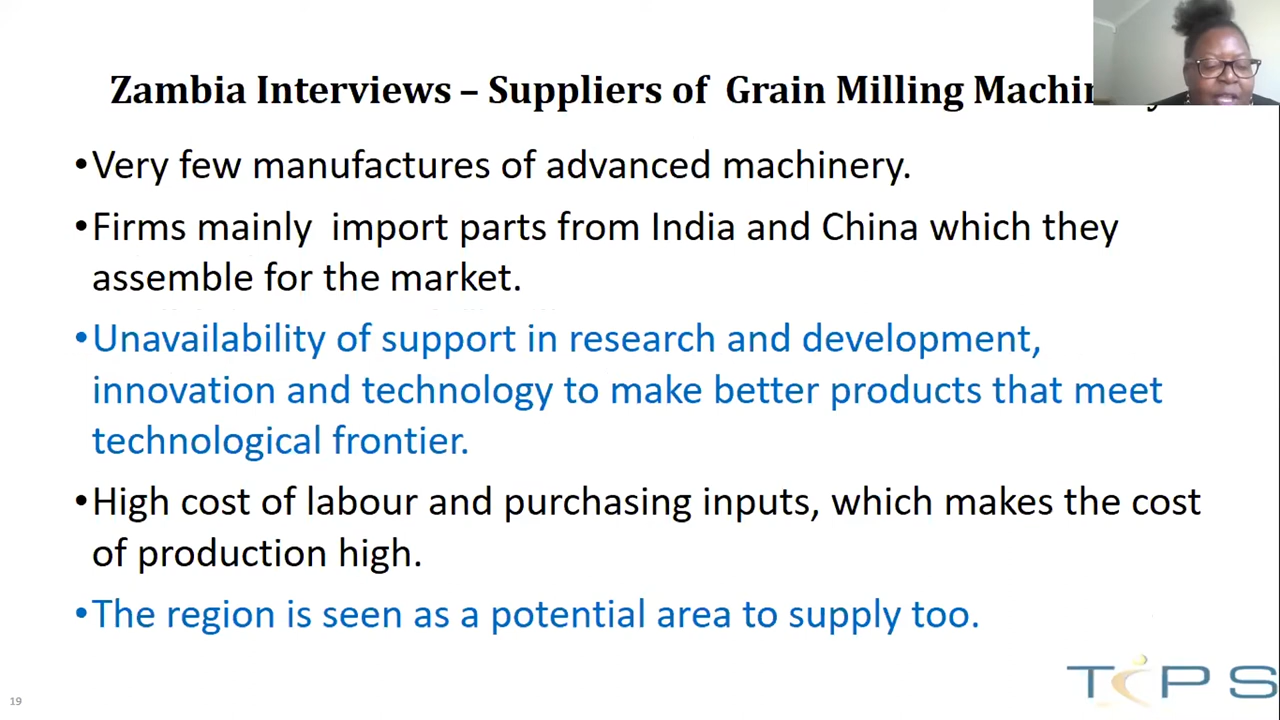 Zambia Interviews – Suppliers of Grain Milling
•Very few manufactures of advanced machinery.
•Firms mainly import parts from India and China which they
assemble for the market.
•Unavailability of support in research and development,
innovation and technology to make better products that meet
technological frontier.
•High cost of labour and purchasing inputs, which makes the cost
of production high.
•The region is seen as a potential area to supply too.
TIPS
19